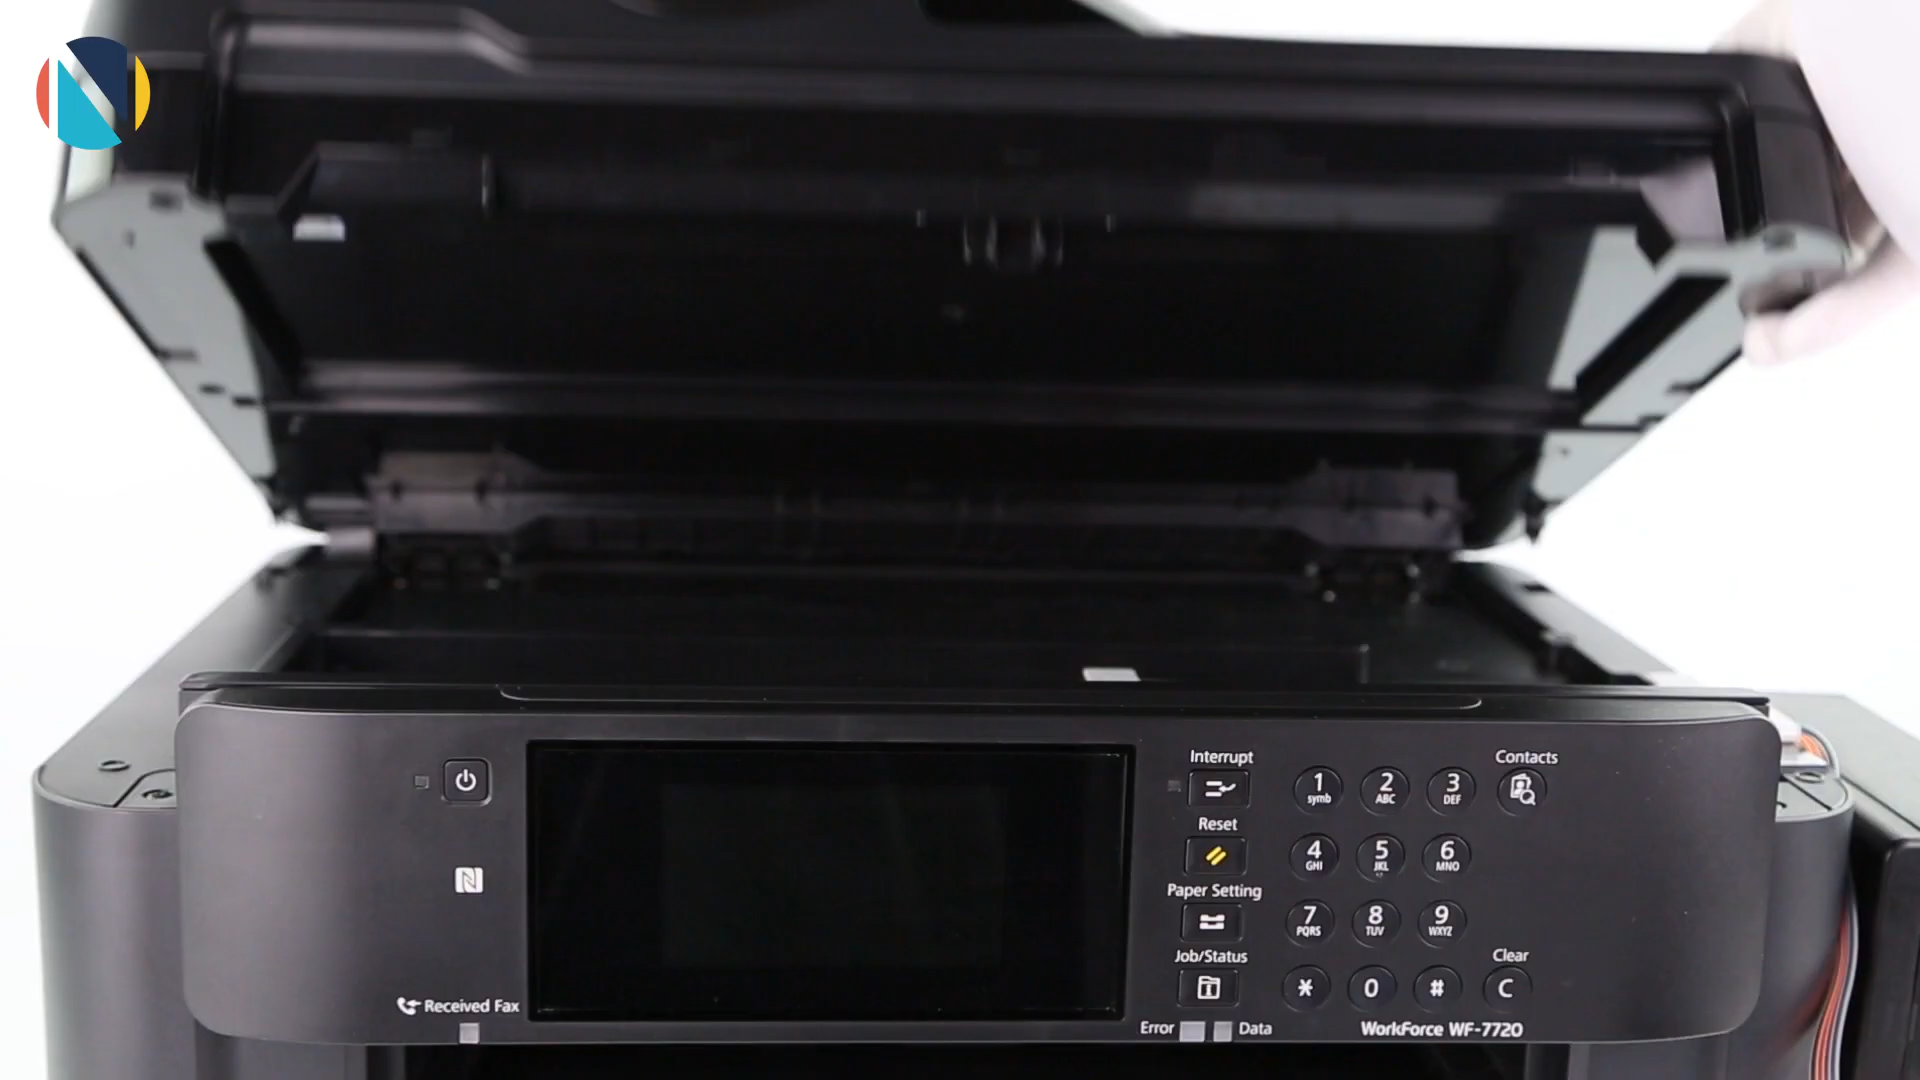 Interrupt
Contacts
1 symb
2 ABC
3 DEF
Reset
4 GHI
5 JKL
6 MNO
Paper Setting
7 PQRS
8 TUV
9 WXYZ
Job/Status
Clear
* 0 # C
Received Fax
Error Data
WorkForce WF-7720